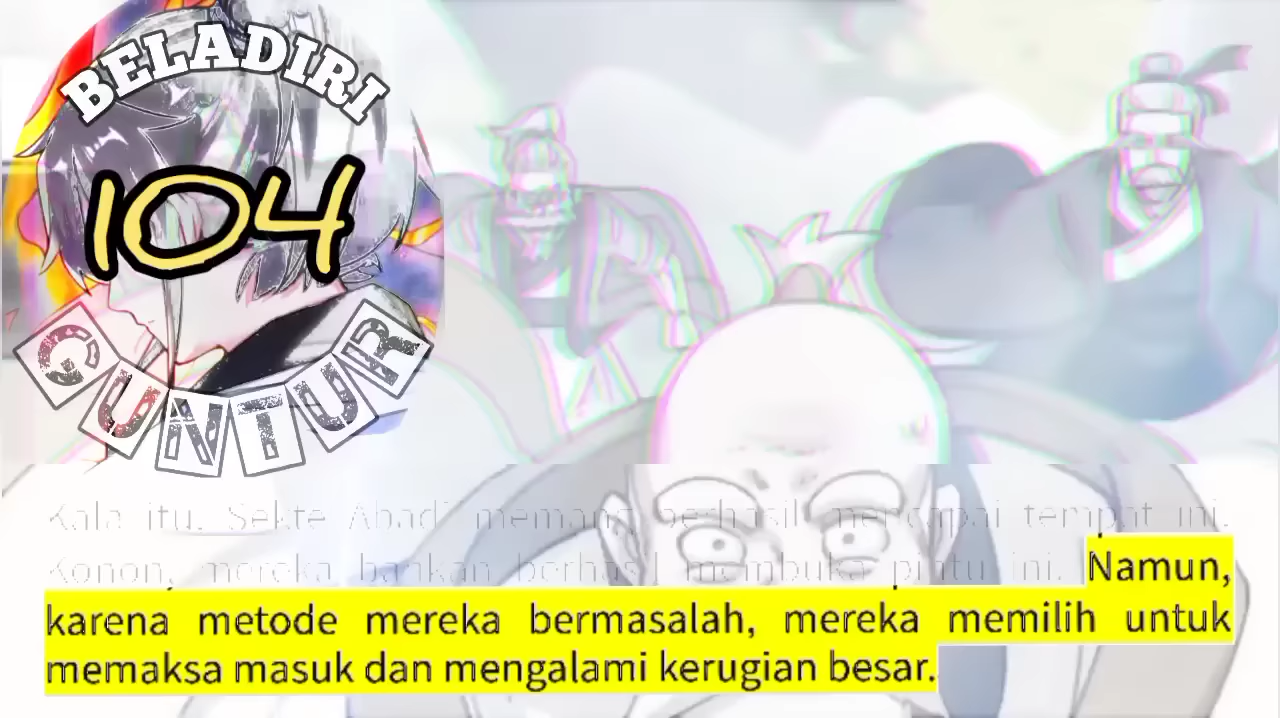 BELADIRI
104
GUNTUR
Kala itu. Sekte Abadi memang berhasil mencapai tempat ini.
Konon, mereka bahkan berhasil membuka pintu ini. Namun,
karena metode mereka bermasalah, mereka memilih untuk
memaksa masuk dan mengalami kerugian besar.